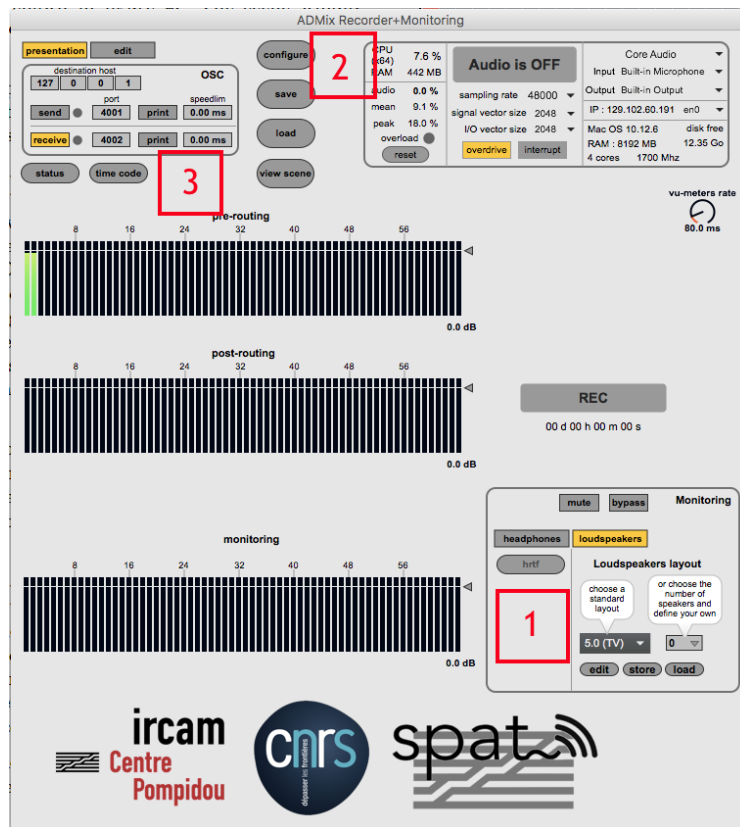 ADMix Recorder+Monitoring
presentation edit
destination host OSC
127 0 0 1
port speedlim
send 4001 print 0.00 ms
receive 4002 print 0.00 ms
status time code
configure
save
load
view scene
2
3
CPU (x64) 7.6 %
RAM 442 MB
audio 0.0 %
mean 9.1 %
peak 18.0 %
overload
reset
Audio is OFF
sampling rate 48000
signal vector size 2048
I/O vector size 2048
overdrive interrupt
Core Audio
Input Built-in Microphone
Output Built-in Output
IP : 129.102.60.191 en0
Mac OS 10.12.6 disk free
RAM : 8192 MB 12.35 Go
4 cores 1700 Mhz
vu-meters rate
80.0 ms
pre-routing
8 16 24 32 40 48 56
0.0 dB
post-routing
8 16 24 32 40 48 56
0.0 dB
REC
00 d 00 h 00 m 00 s
monitoring
8 16 24 32 40 48 56
0.0 dB
mute bypass Monitoring
headphones loudspeakers
hrtf
1
Loudspeakers layout
choose a
standard
layout
or choose the
number of
speakers and
define your own
5.0 (TV) 0
edit store load
ircam
Centre
Pompidou
cnrs
dépasser les frontières
spat